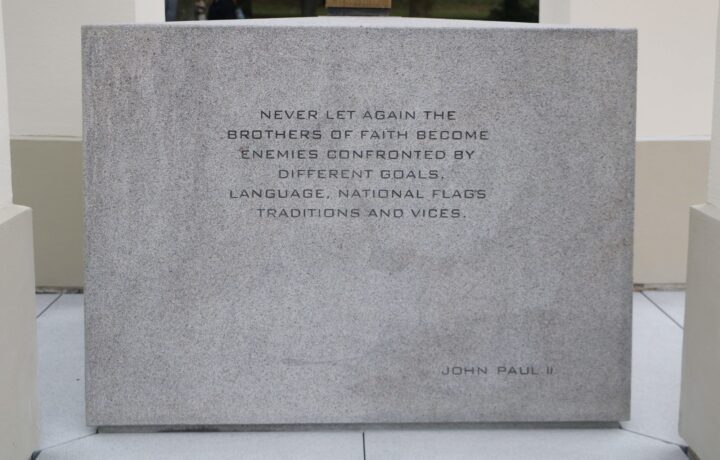 NEVER LET AGAIN THE
BROTHERS OF FAITH BECOME
ENEMIES CONFRONTED BY
DIFFERENT GOALS,
LANGUAGE, NATIONAL FLAGS
TRADITIONS AND VICES.
JOHN PAUL II